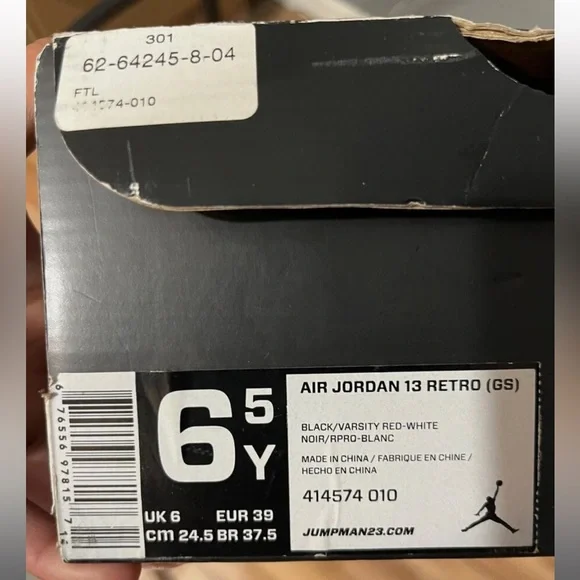 301
62-64245-8-04
FTL
414574-010
6 5 Y
UK 6 EUR 39
cm 24.5 BR 37.5
AIR JORDAN 13 RETRO (GS)
BLACK/VARSITY RED-WHITE
NOIR/RPRO-BLANC
MADE IN CHINA / FABRIQUE EN CHINE /
HECHO EN CHINA
414574 010
JUMPMAN23.COM